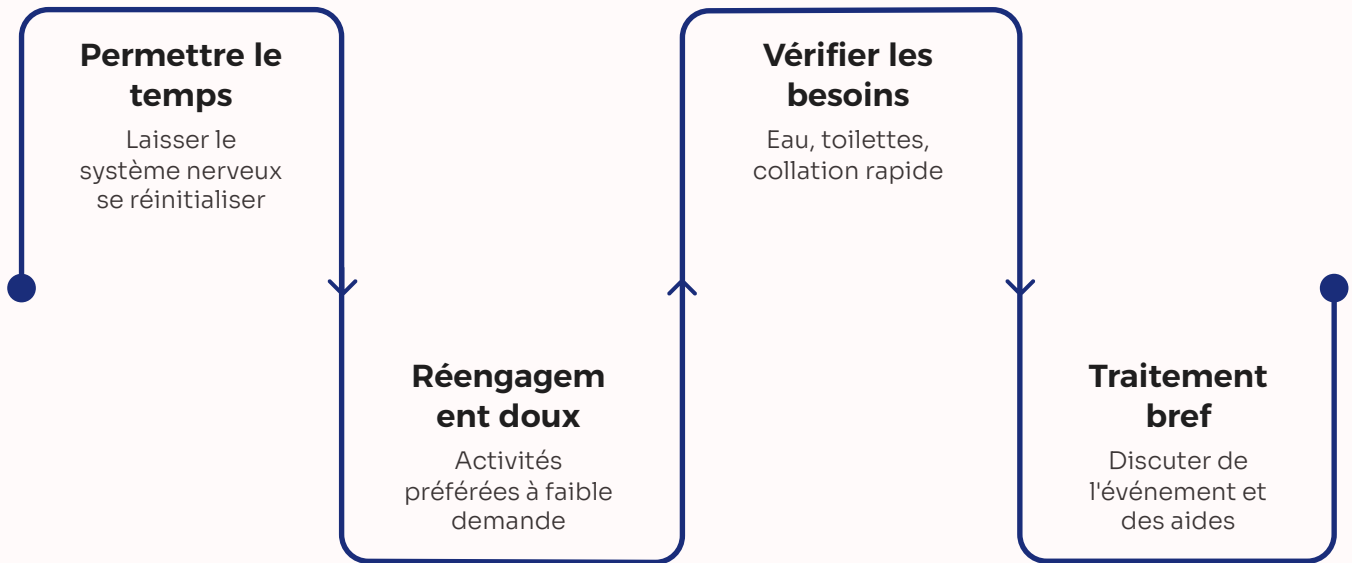 Permettre le
temps
Laisser le
système nerveux
se réinitialiser
Réengagem
ent doux
Activités
préférées à faible
demande
Vérifier les
besoins
Eau, toilettes,
collation rapide
Traitement
bref
Discuter de
l'événement et
des aides